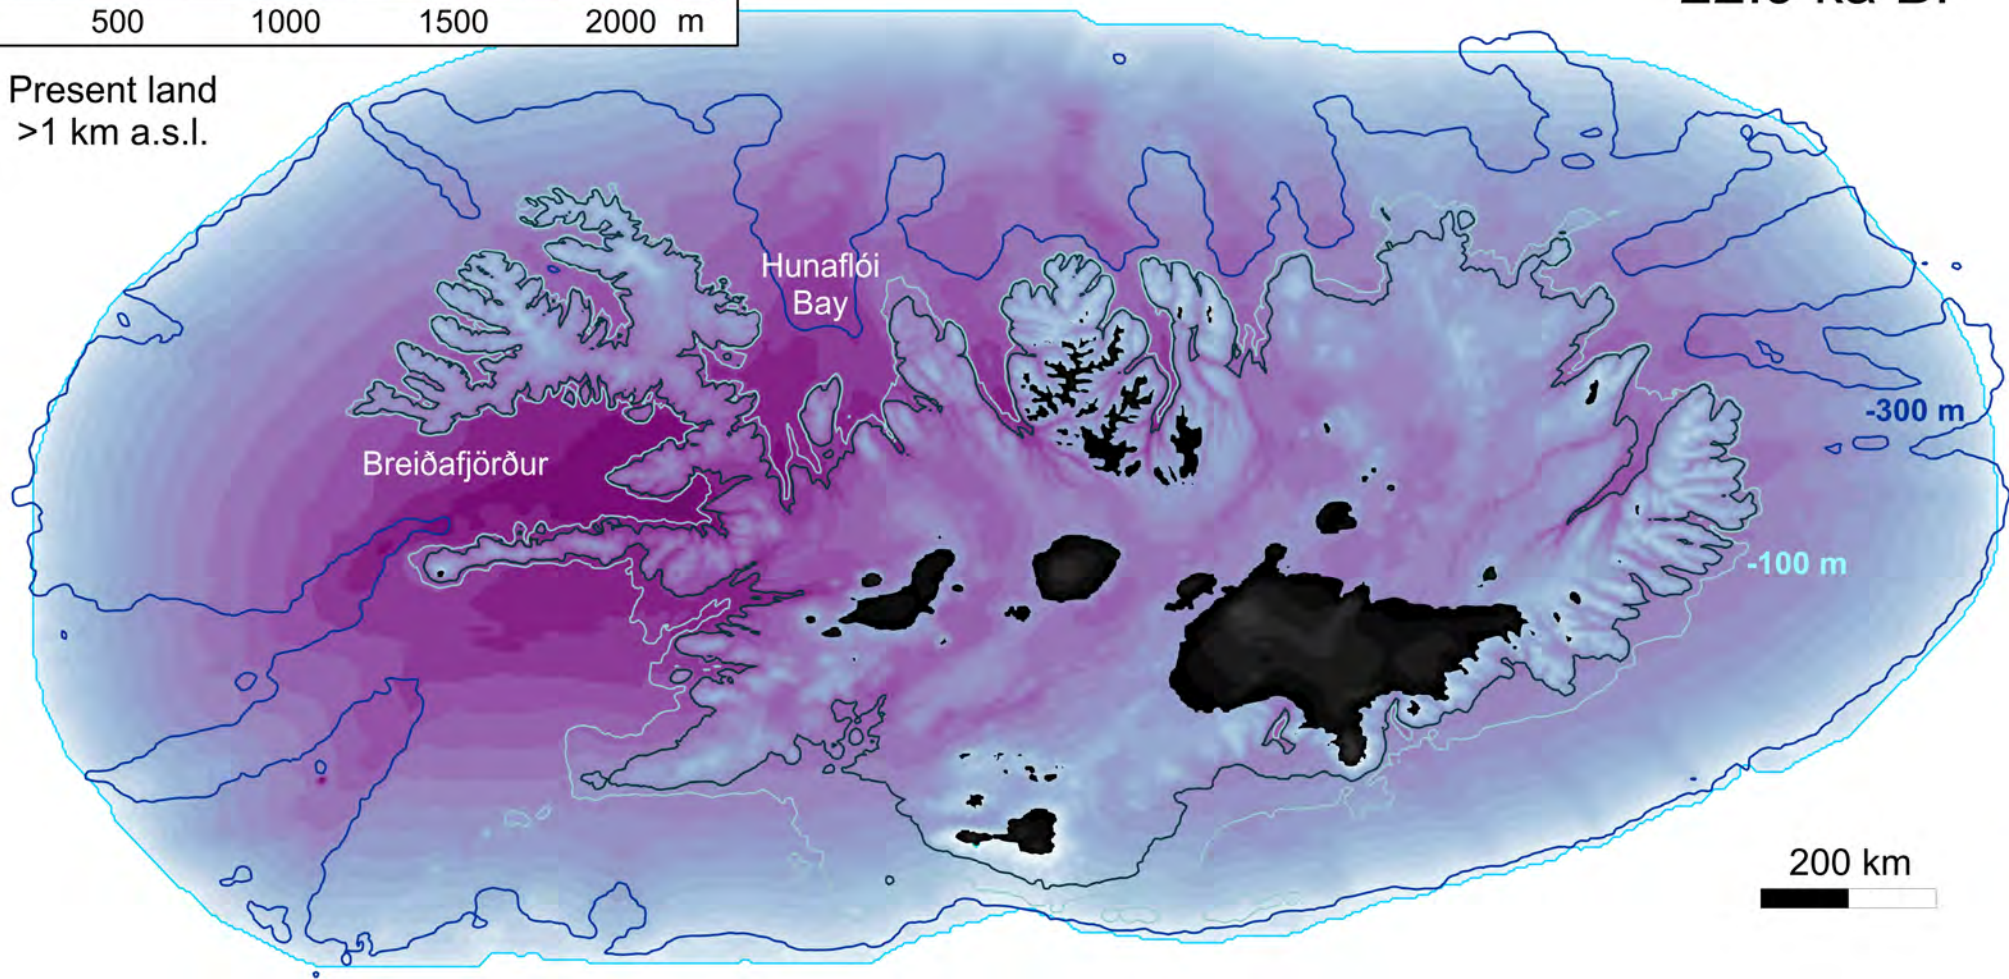 500 1000 1500 2000 m
Present land
>1 km a.s.l.
Hunaflói
Bay
Breiðafjörður
-300 m
-100 m
200 km